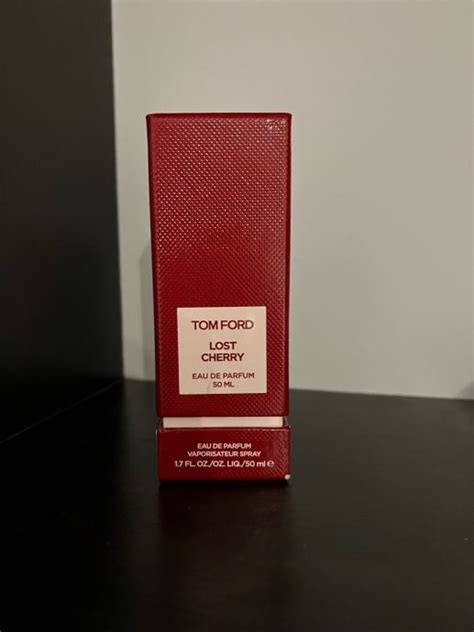 TOM FORD
LOST
CHERRY
EAU DE PARFUM
50 ML
EAU DE PARFUM
VAPORISATEUR SPRAY
1.7 FL. OZ./OZ. LIQ./50 ml ℮